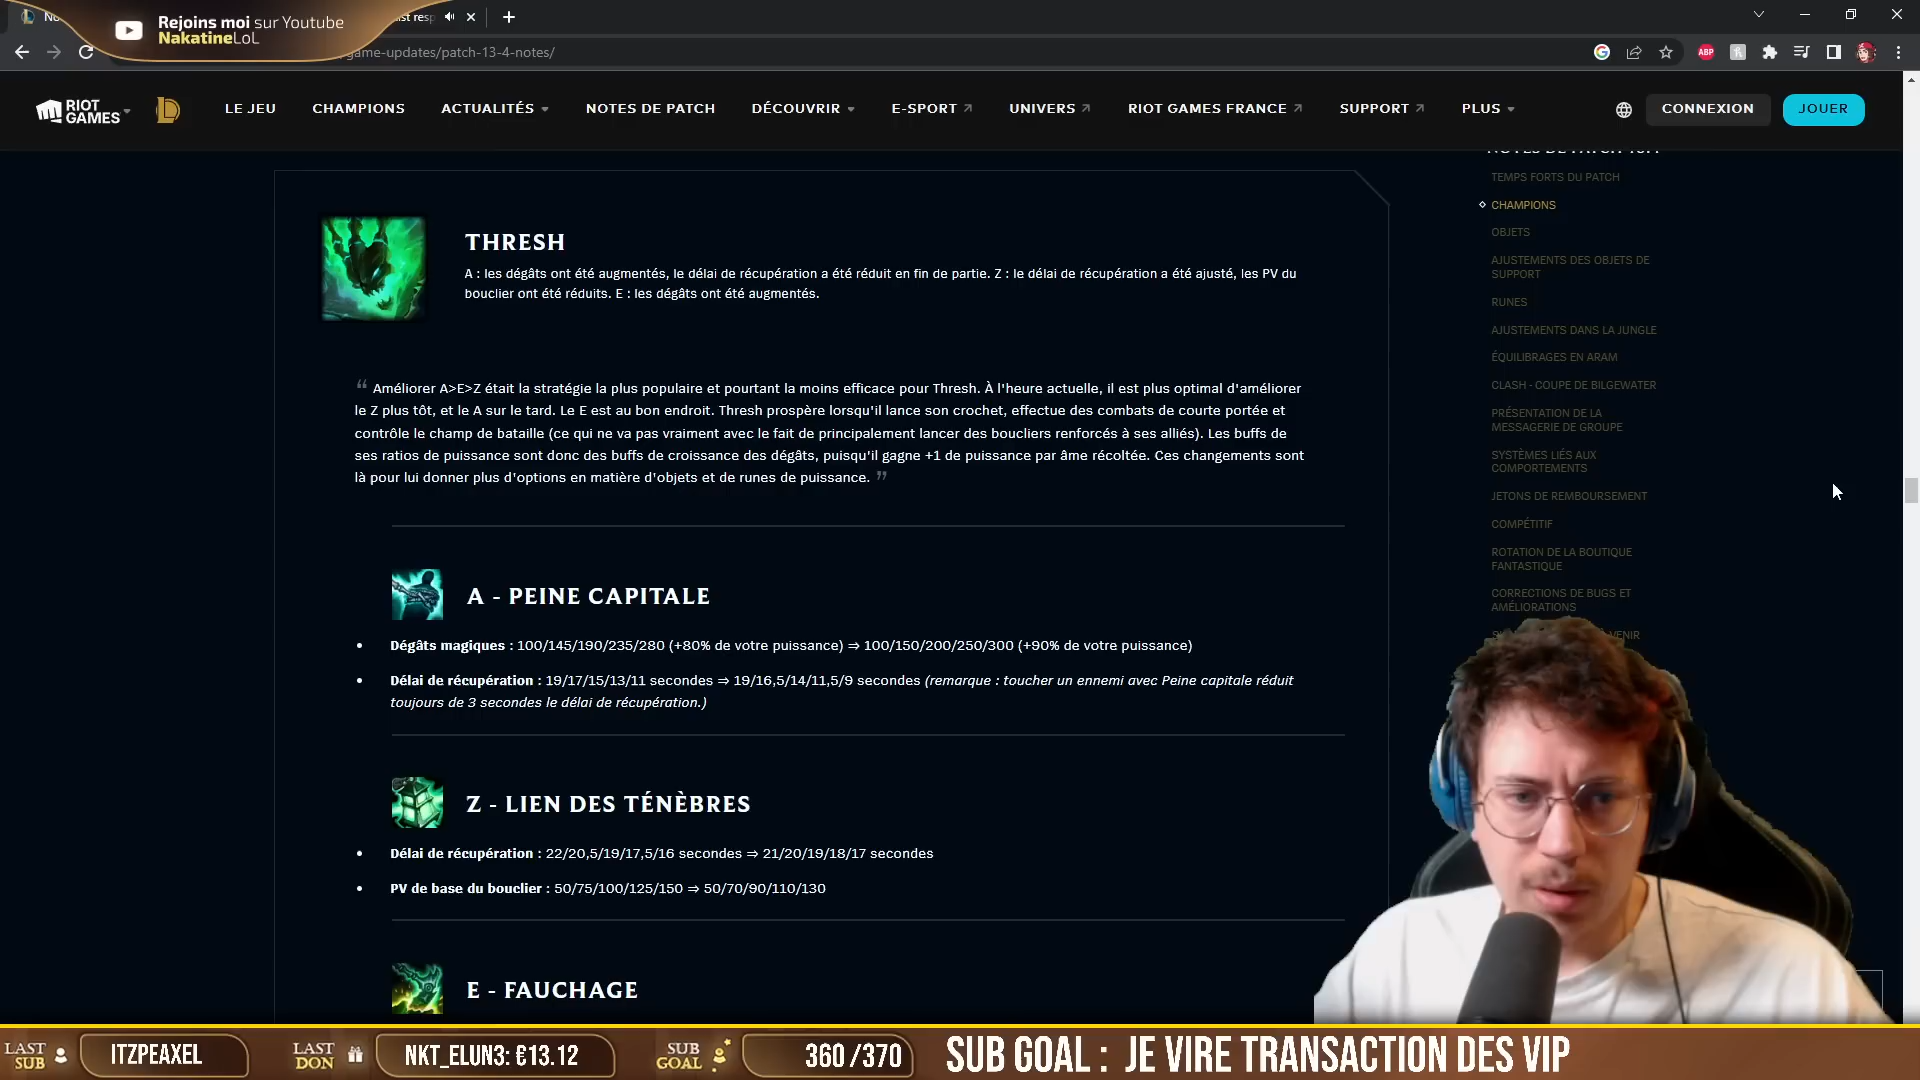 Rejoins moi sur Youtube
NakatineLoL
game-updates/patch-13-4-notes/
ABP
RIOT GAMES
LE JEU
CHAMPIONS
ACTUALITÉS
NOTES DE PATCH
DÉCOUVRIR
E-SPORT
UNIVERS
RIOT GAMES FRANCE
SUPPORT
PLUS
CONNEXION
JOUER
THRESH
A : les dégâts ont été augmentés, le délai de récupération a été réduit en fin de partie. Z : le délai de récupération a été ajusté, les PV du
bouclier ont été réduits. E : les dégâts ont été augmentés.
“ Améliorer A>E>Z était la stratégie la plus populaire et pourtant la moins efficace pour Thresh. À l'heure actuelle, il est plus optimal d'améliorer
le Z plus tôt, et le A sur le tard. Le E est au bon endroit. Thresh prospère lorsqu'il lance son crochet, effectue des combats de courte portée et
contrôle le champ de bataille (ce qui ne va pas vraiment avec le fait de principalement lancer des boucliers renforcés à ses alliés). Les buffs de
ses ratios de puissance sont donc des buffs de croissance des dégâts, puisqu'il gagne +1 de puissance par âme récoltée. Ces changements sont
là pour lui donner plus d'options en matière d'objets et de runes de puissance. ”
A - PEINE CAPITALE
• Dégâts magiques : 100/145/190/235/280 (+80% de votre puissance) ⇒ 100/150/200/250/300 (+90% de votre puissance)
• Délai de récupération : 19/17/15/13/11 secondes ⇒ 19/16,5/14/11,5/9 secondes (remarque : toucher un ennemi avec Peine capitale réduit
toujours de 3 secondes le délai de récupération.)
Z - LIEN DES TÉNÈBRES
• Délai de récupération : 22/20,5/19/17,5/16 secondes ⇒ 21/20/19/18/17 secondes
• PV de base du bouclier : 50/75/100/125/150 ⇒ 50/70/90/110/130
E - FAUCHAGE
TEMPS FORTS DU PATCH
CHAMPIONS
OBJETS
AJUSTEMENTS DES OBJETS DE
SUPPORT
RUNES
AJUSTEMENTS DANS LA JUNGLE
ÉQUILIBRAGES EN ARAM
CLASH - COUPE DE BILGEWATER
PRÉSENTATION DE LA
MESSAGERIE DE GROUPE
SYSTÈMES LIÉS AUX
COMPORTEMENTS
JETONS DE REMBOURSEMENT
COMPÉTITIF
ROTATION DE LA BOUTIQUE
FANTASTIQUE
CORRECTIONS DE BUGS ET
AMÉLIORATIONS
VENIR
LAST SUB
ITZPEAXEL
LAST DON
NKT_ELUN3: €13.12
SUB GOAL
360 /370
SUB GOAL : JE VIRE TRANSACTION DES VIP